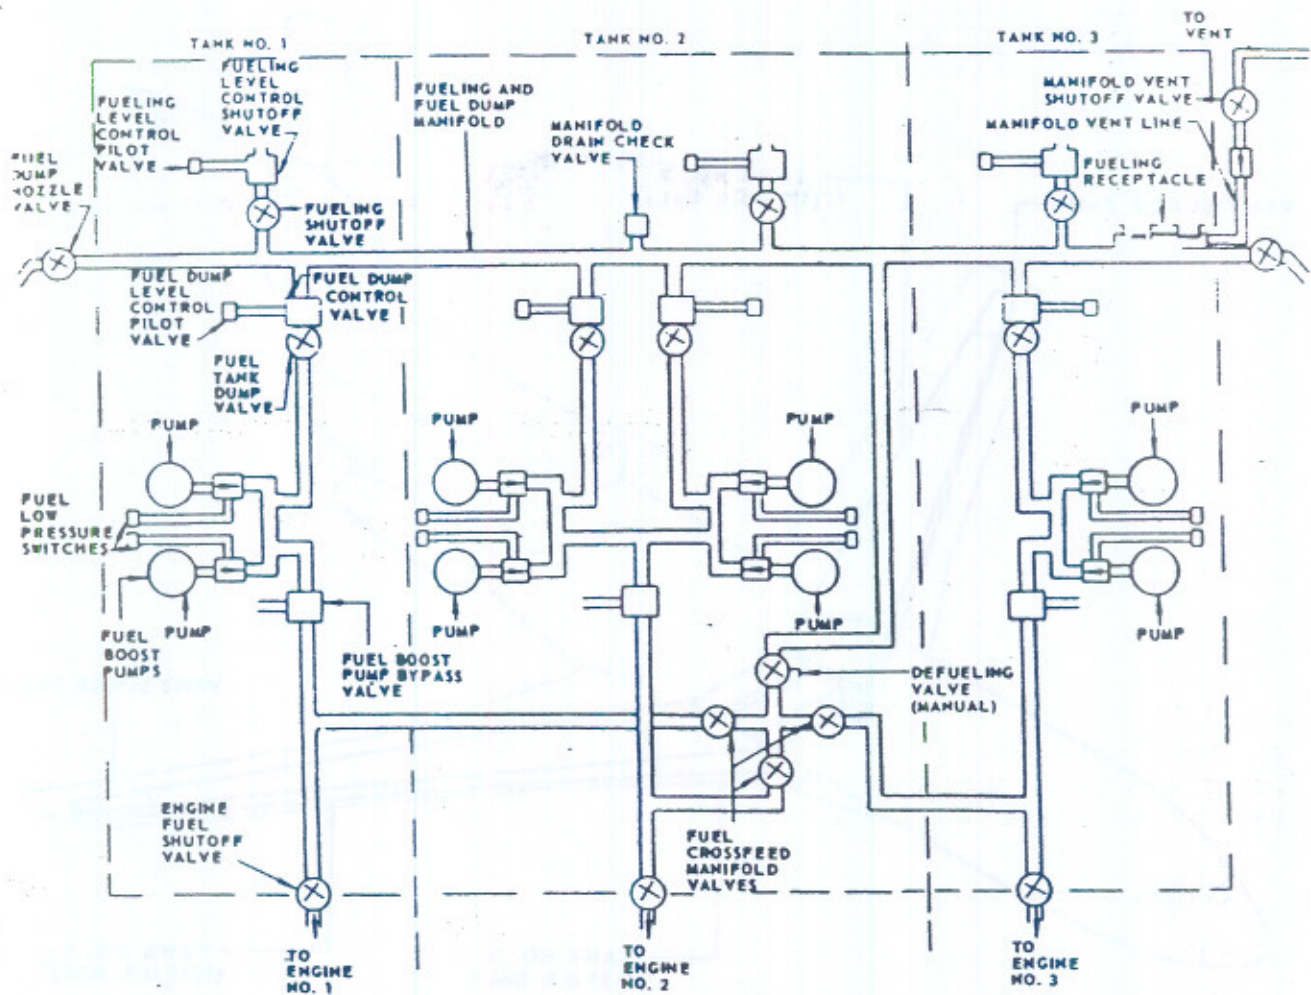 TANK NO. 1
TANK NO. 2
TANK NO. 3
TO
VENT
FUELING
LEVEL
CONTROL
SHUTOFF
VALVE
FUELING
LEVEL
CONTROL
PILOT
VALVE
FUELING AND
FUEL DUMP
MANIFOLD
MANIFOLD
DRAIN CHECK
VALVE
MANIFOLD VENT
SHUTOFF VALVE
MANIFOLD VENT LINE
FUELING
RECEPTACLE
DUMP
VALVE
FUELING
SHUTOFF
VALVE
FUEL DUMP
LEVEL
CONTROL
PILOT
VALVE
FUEL DUMP
CONTROL
VALVE
FUEL
TANK
DUMP
VALVE
PUMP
PUMP
PUMP
PUMP
FUEL
LOW
PRESSURE
SWITCHES
PUMP
PUMP
PUMP
PUMP
FUEL
BOOST
PUMPS
FUEL BOOST
PUMP BYPASS
VALVE
DEFUELING
VALVE
(MANUAL)
ENGINE
FUEL
SHUTOFF
VALVE
FUEL
CROSSFEED
MANIFOLD
VALVES
TO
ENGINE
NO. 1
TO
ENGINE
NO. 2
TO
ENGINE
NO. 3